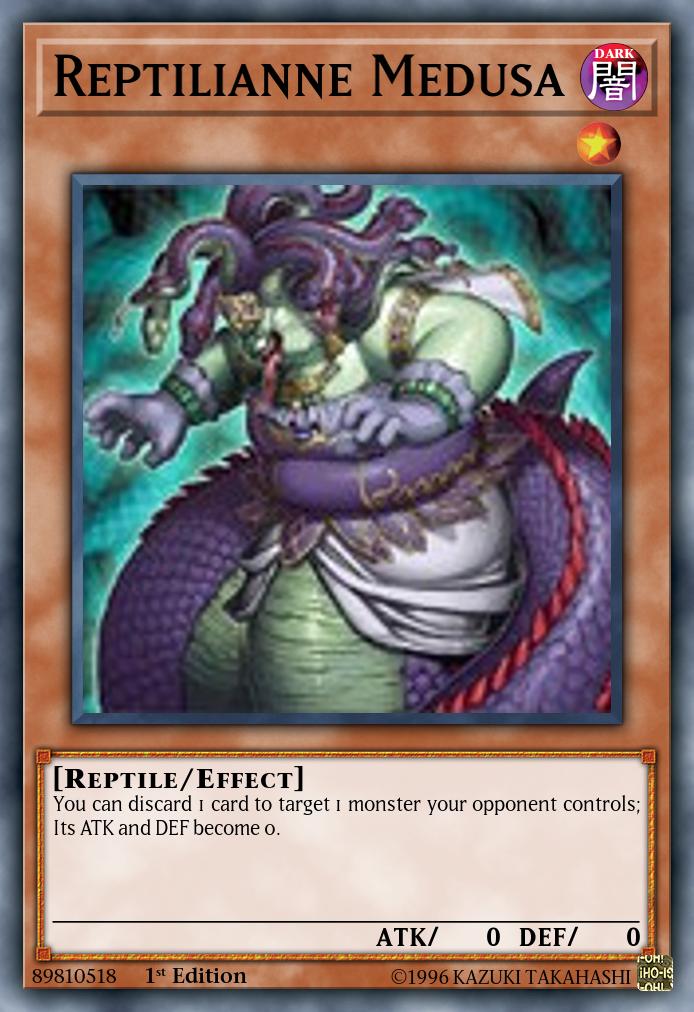 Reptilianne Medusa
DARK
闇
[Reptile/Effect]
You can discard 1 card to target 1 monster your opponent controls;
Its ATK and DEF become 0.
ATK/ 0 DEF/ 0
89810518 1st Edition ©1996 KAZUKI TAKAHASHI